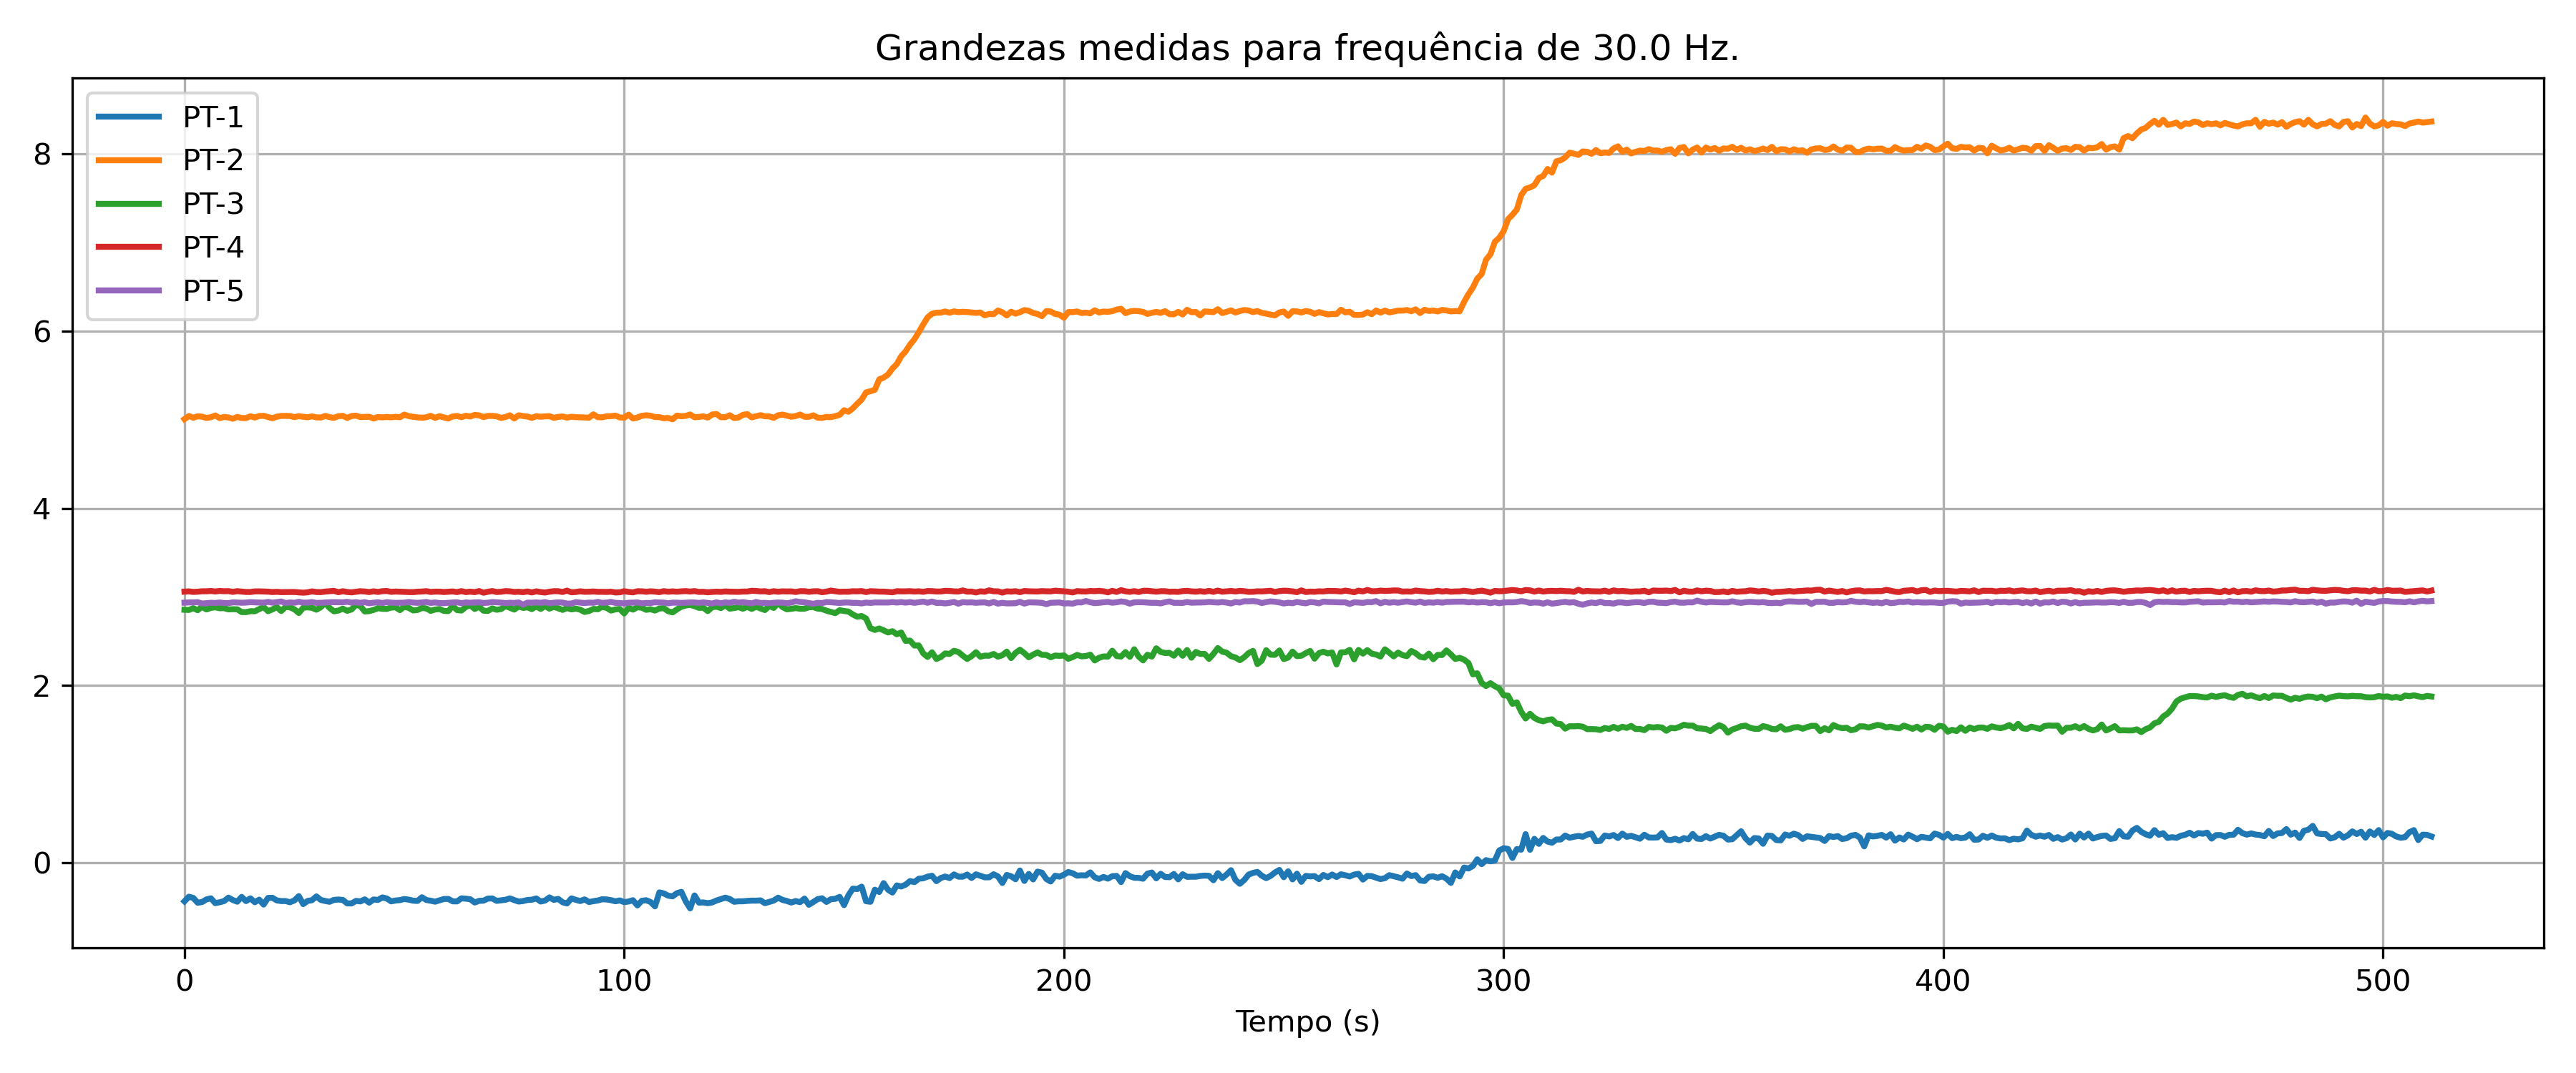 Grandezas medidas para frequência de 30.0 Hz.
PT-1
PT-2
PT-3
PT-4
PT-5
8
6
4
2
0
0 100 200 300 400 500
Tempo (s)